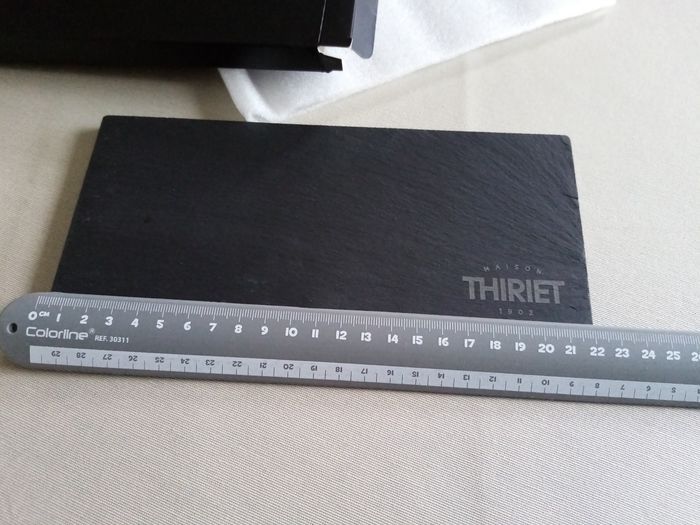 MAISON
THIRIET
1902
0 CM 1 2 3 4 5 6 7 8 9 10 11 12 13 14 15 16 17 18 19 20 21 22 23 24 25 26
Colorline® REF. 30311
29 28 27 26 25 24 23 22 21 20 19 18 17 16 15 14 13 12 11 10 9 8 7 6 5